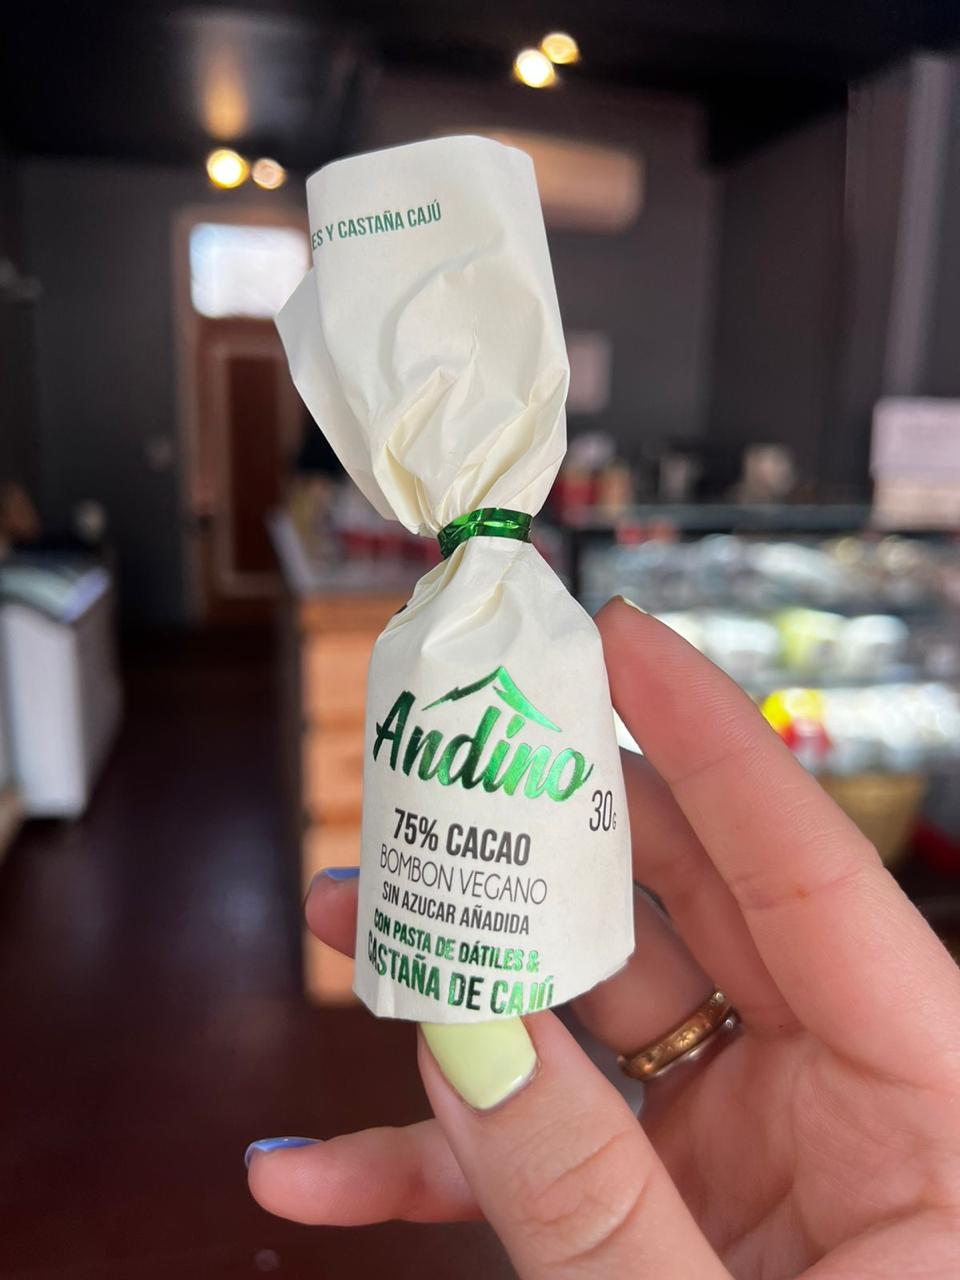 ES Y CASTAÑA CAJÚ
Andino
30G
75% CACAO
BOMBON VEGANO
SIN AZUCAR AÑADIDA
CON PASTA DE DÁTILES &
CASTAÑA DE CAJÚ